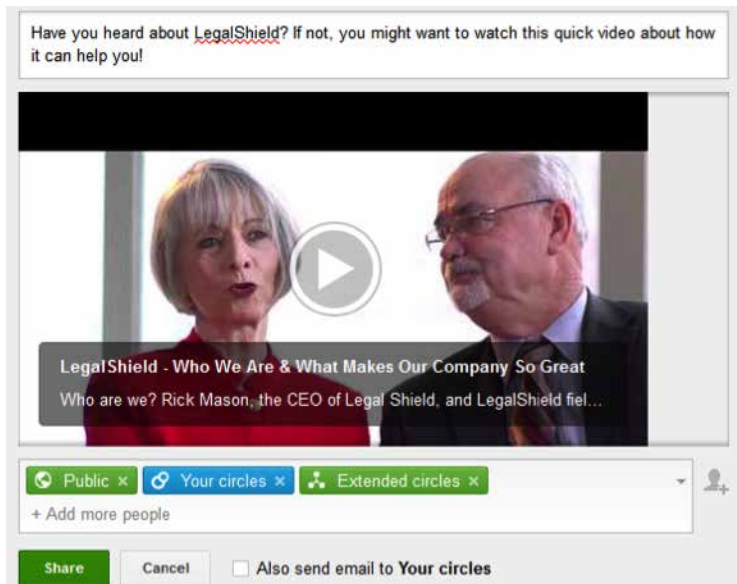 Have you heard about LegalShield? If not, you might want to watch this quick video about how
it can help you!
LegalShield - Who We Are & What Makes Our Company So Great
Who are we? Rick Mason, the CEO of Legal Shield, and LegalShield fiel...
Public × Your circles × Extended circles ×
+ Add more people
Share Cancel Also send email to Your circles